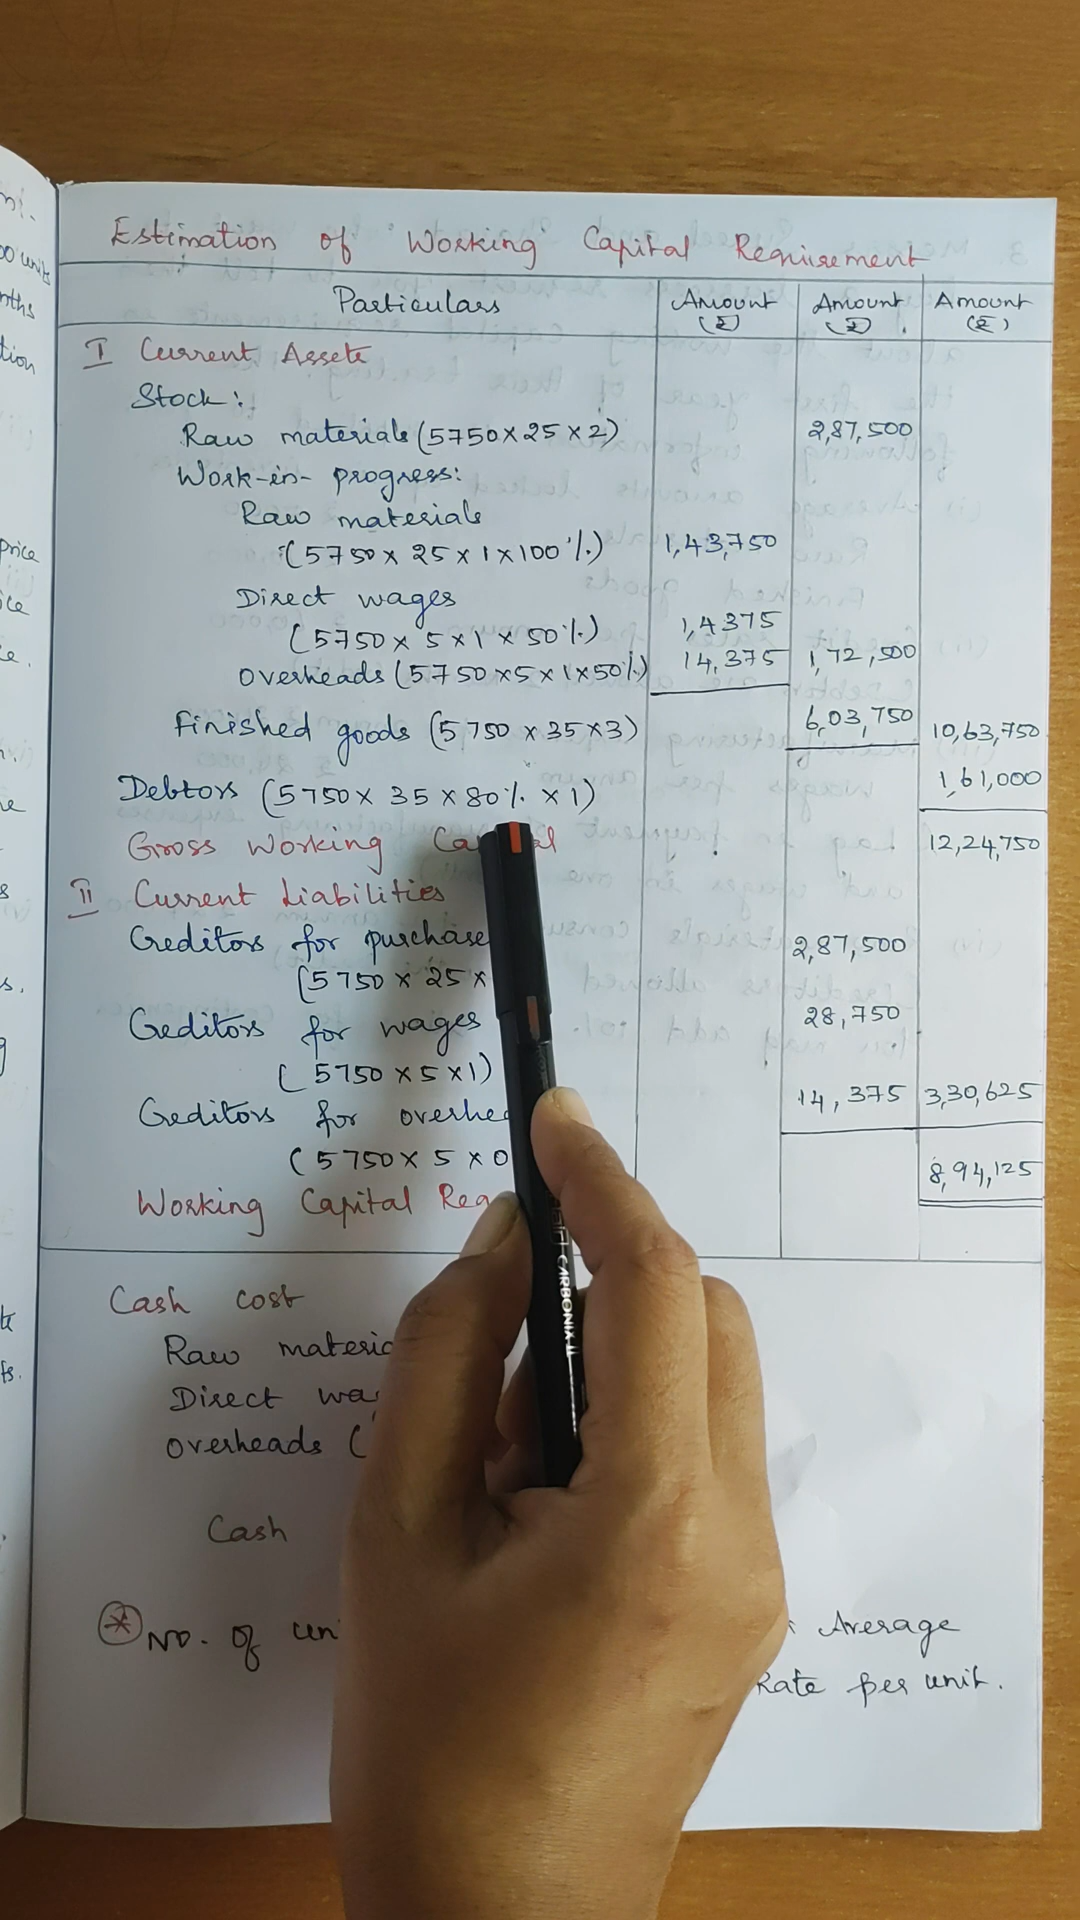 Estimation of Working Capital Requirement
Particulars Amount (₹) Amount (₹) Amount (₹)
I Current Assets
Stock:
Raw materials (5750 x 25 x 2) 2,87,500
Work-in-progress:
Raw materials
(5750 x 25 x 1 x 100%) 1,43,750
Direct wages
(5750 x 5 x 1 x 50%) 1,4375
Overheads (5750 x 5 x 1 x 50%) 14,375 1,72,500
Finished goods (5750 x 35 x 3) 6,03,750 10,63,750
Debtors (5750 x 35 x 80% x 1) 1,61,000
Gross Working 12,24,750
II Current Liabilities
Creditors for purchase 2,87,500
(5750 x 25 x
Creditors for wages 28,750
(5750 x 5 x 1)
Creditors for 14,375 3,30,625
(5750 x 5 x 0
Working Capital 8,94,125
Cash cost
Raw
Direct
Overheads (
Cash
* No. of Average
Rate per unit.
CARBONIX